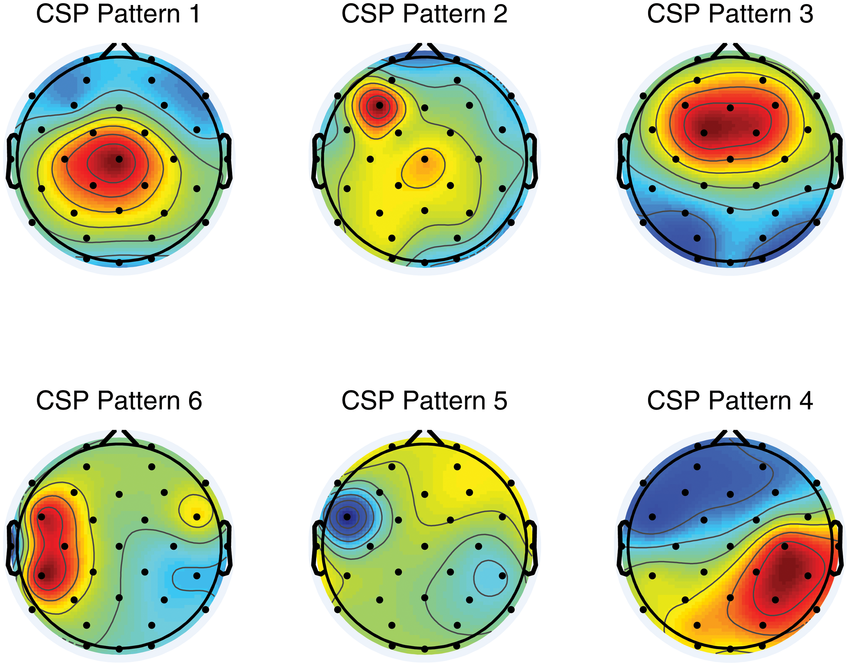 CSP Pattern 1
CSP Pattern 2
CSP Pattern 3
CSP Pattern 6
CSP Pattern 5
CSP Pattern 4